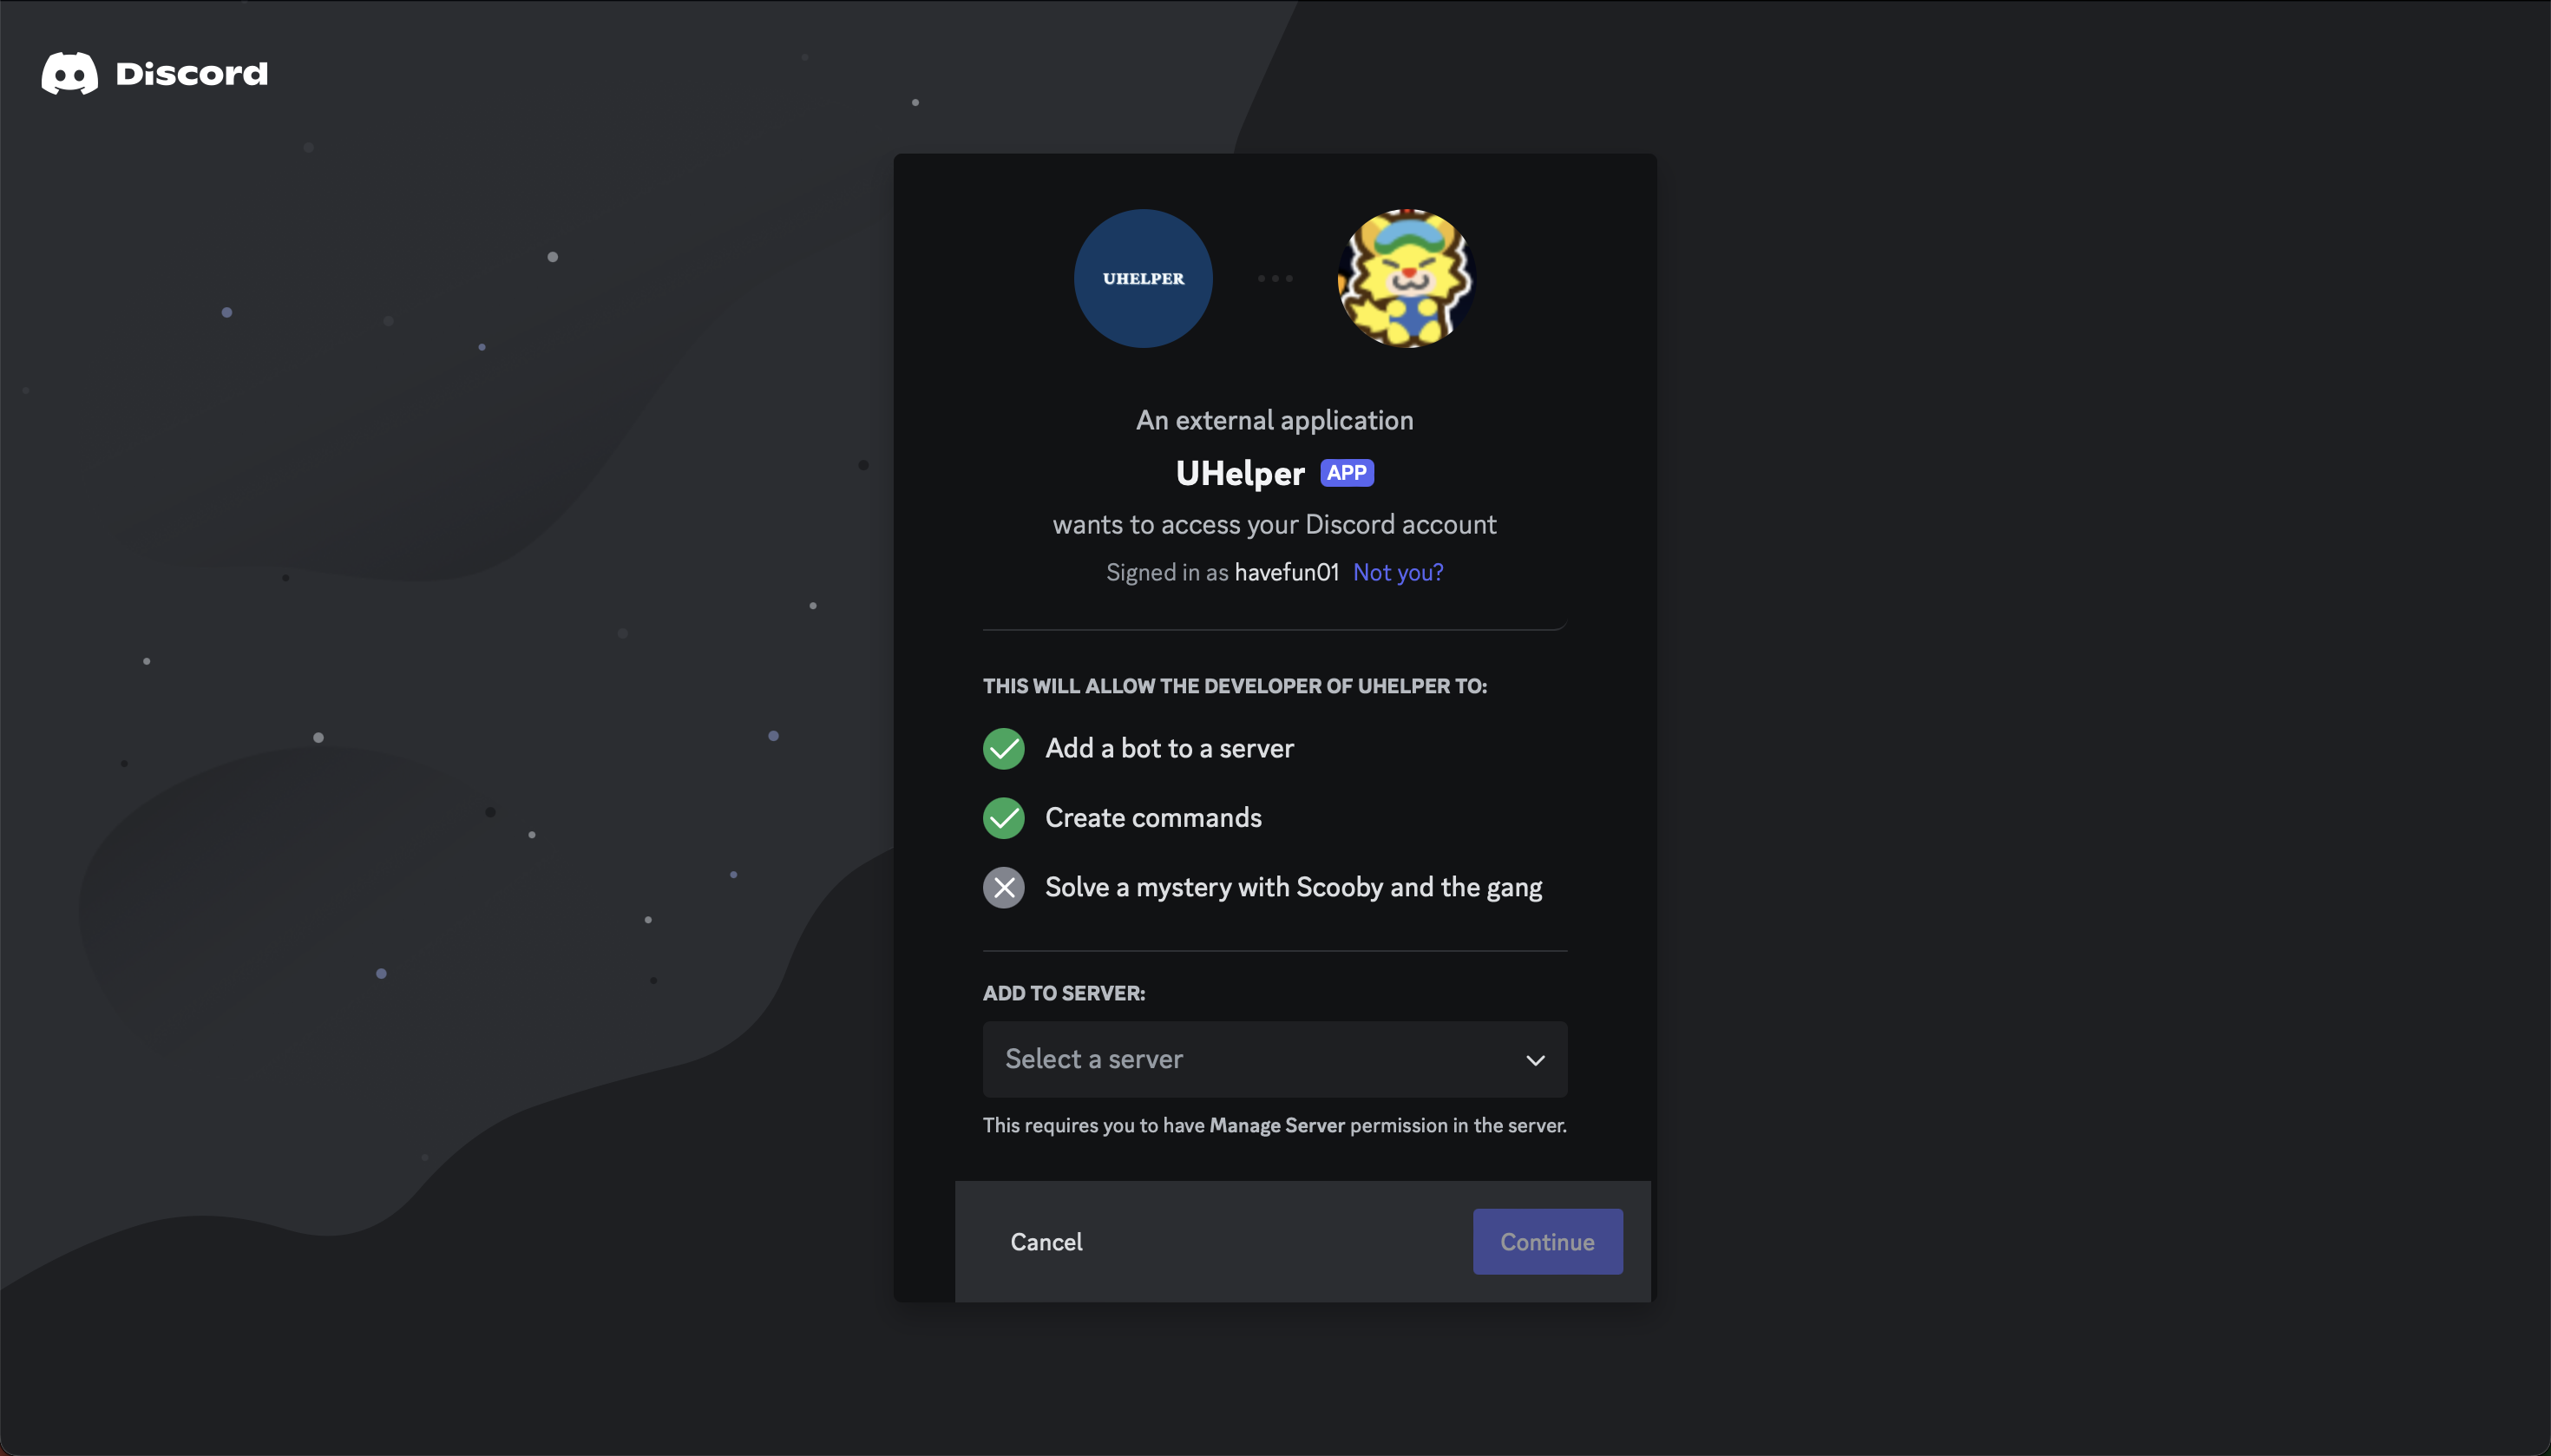 Discord
UHELPER
An external application
UHelper APP
wants to access your Discord account
Signed in as havefun01 Not you?
THIS WILL ALLOW THE DEVELOPER OF UHELPER TO:
Add a bot to a server
Create commands
Solve a mystery with Scooby and the gang
ADD TO SERVER:
Select a server
This requires you to have Manage Server permission in the server.
Cancel
Continue